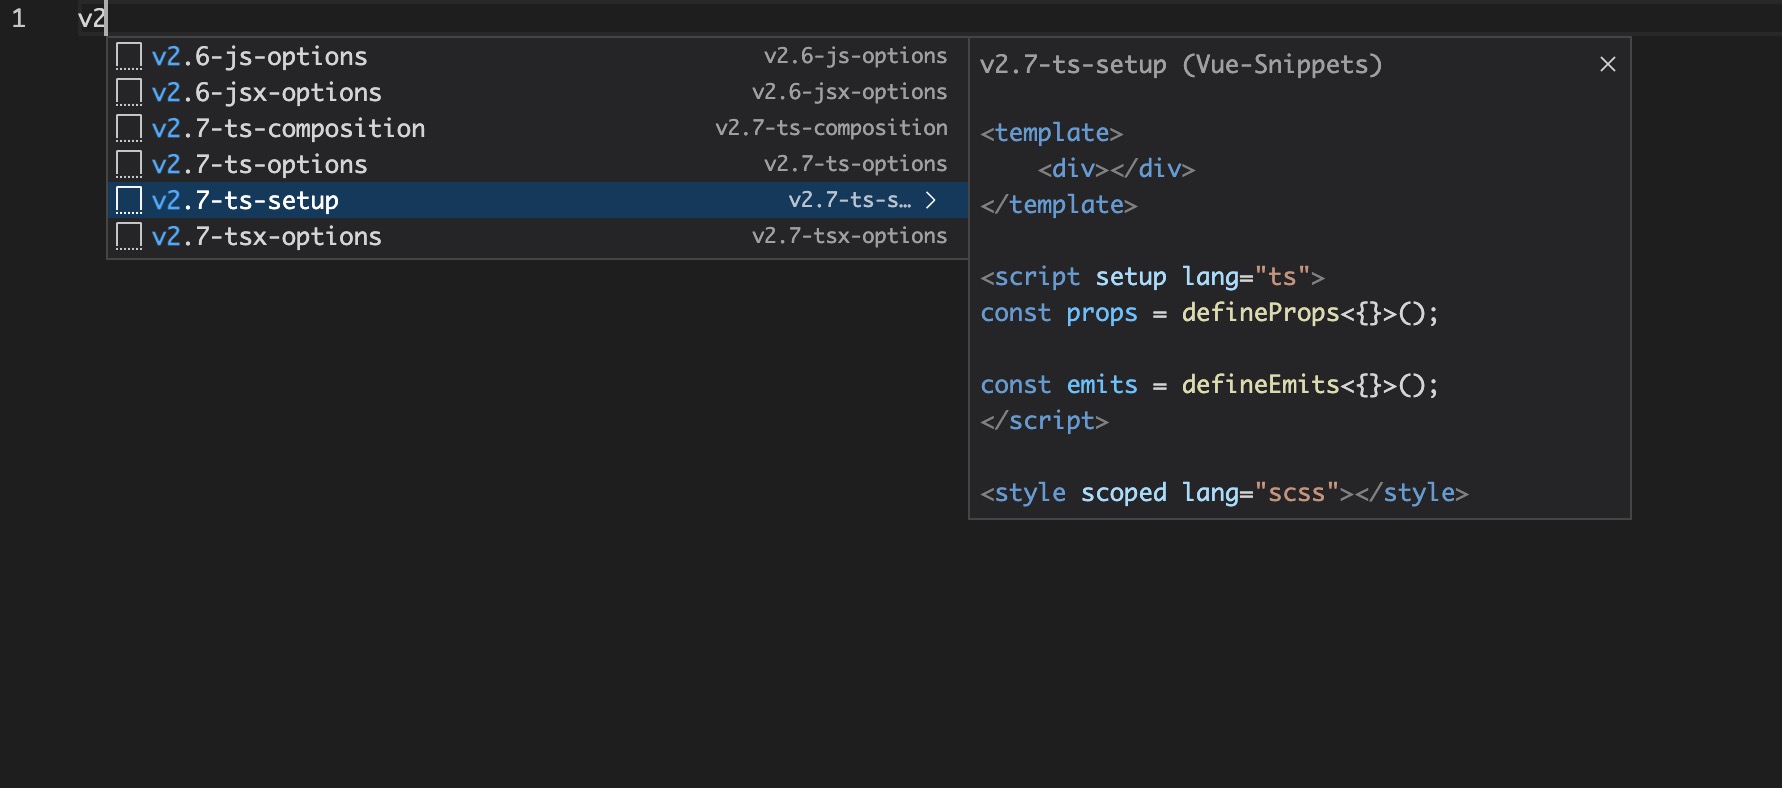 1 v2
v2.6-js-options v2.6-js-options
v2.6-jsx-options v2.6-jsx-options
v2.7-ts-composition v2.7-ts-composition
v2.7-ts-options v2.7-ts-options
v2.7-ts-setup v2.7-ts-s...
v2.7-tsx-options v2.7-tsx-options
v2.7-ts-setup (Vue-Snippets)
<template>
    <div></div>
</template>
<script setup lang="ts">
const props = defineProps<{}>();
const emits = defineEmits<{}>();
</script>
<style scoped lang="scss"></style>